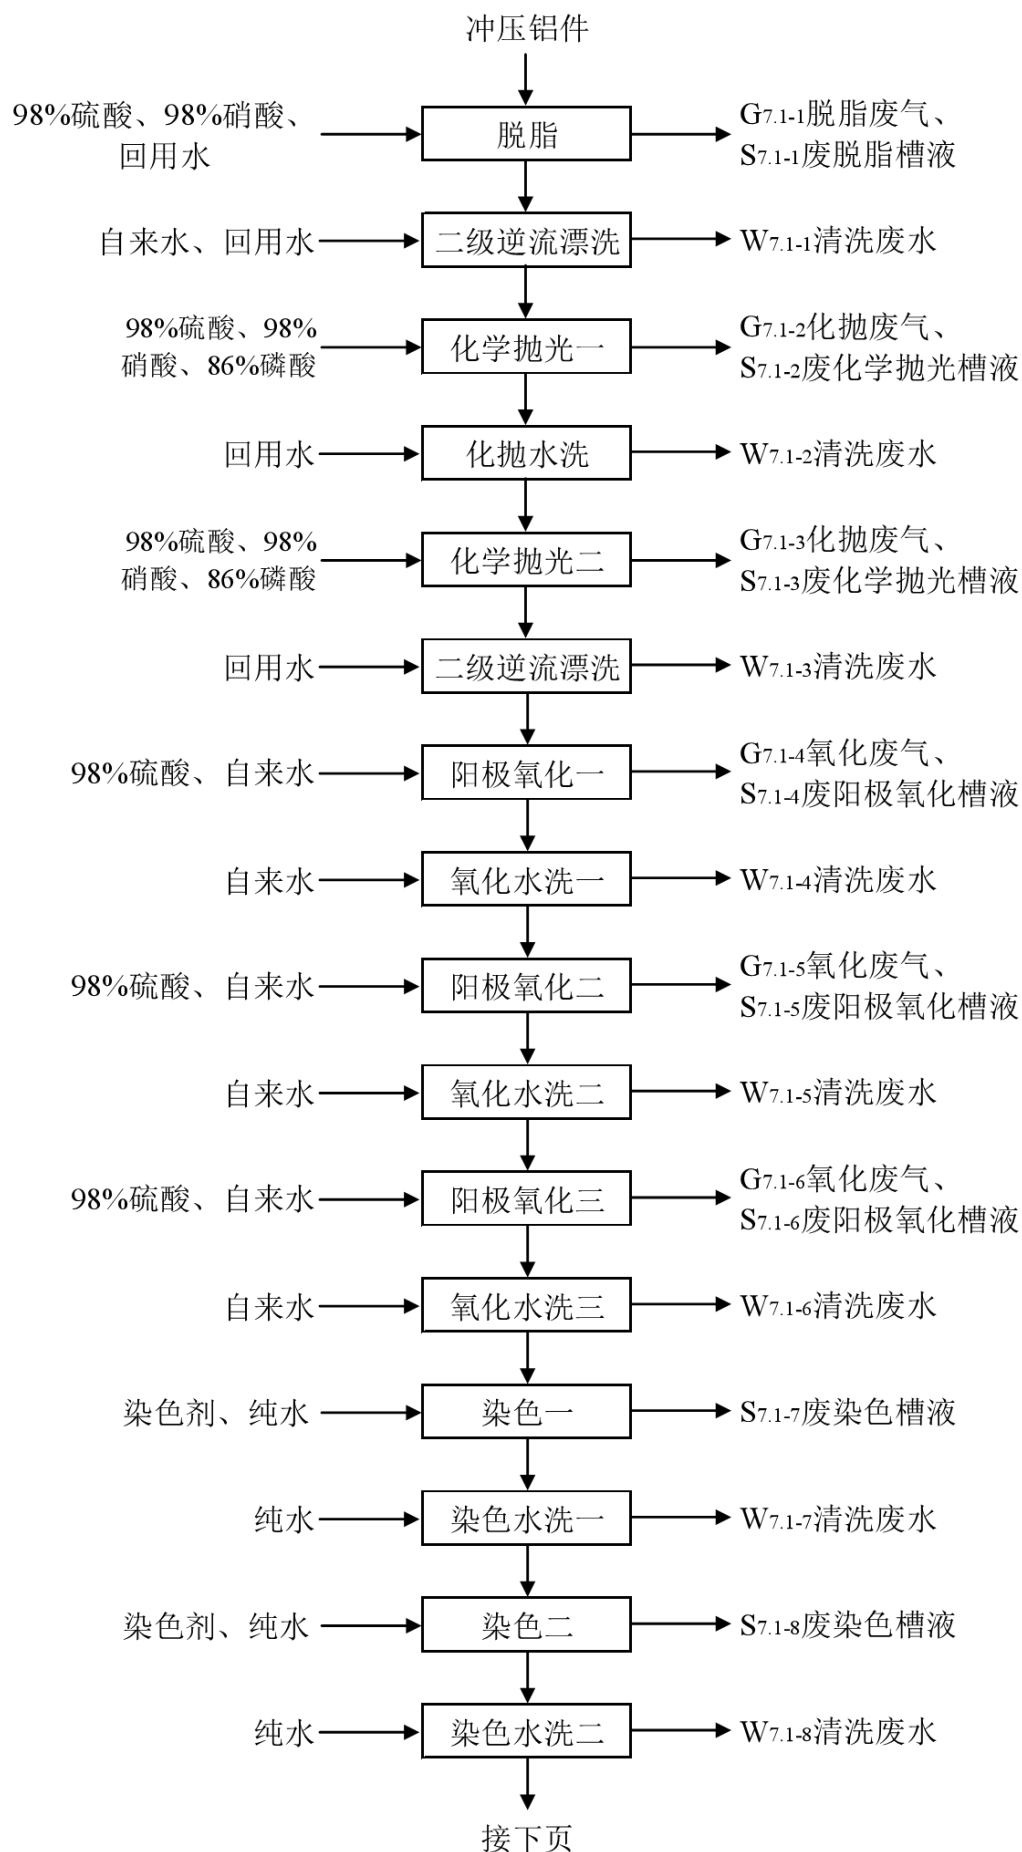 冲压铝件
98%硫酸、98%硝酸、
回用水
脱脂
G7.1-1脱脂废气、
S7.1-1废脱脂槽液
自来水、回用水
二级逆流漂洗
W7.1-1清洗废水
98%硫酸、98%
硝酸、86%磷酸
化学抛光一
G7.1-2化抛废气、
S7.1-2废化学抛光槽液
回用水
化抛水洗
W7.1-2清洗废水
98%硫酸、98%
硝酸、86%磷酸
化学抛光二
G7.1-3化抛废气、
S7.1-3废化学抛光槽液
回用水
二级逆流漂洗
W7.1-3清洗废水
98%硫酸、自来水
阳极氧化一
G7.1-4氧化废气、
S7.1-4废阳极氧化槽液
自来水
氧化水洗一
W7.1-4清洗废水
98%硫酸、自来水
阳极氧化二
G7.1-5氧化废气、
S7.1-5废阳极氧化槽液
自来水
氧化水洗二
W7.1-5清洗废水
98%硫酸、自来水
阳极氧化三
G7.1-6氧化废气、
S7.1-6废阳极氧化槽液
自来水
氧化水洗三
W7.1-6清洗废水
染色剂、纯水
染色一
S7.1-7废染色槽液
纯水
染色水洗一
W7.1-7清洗废水
染色剂、纯水
染色二
S7.1-8废染色槽液
纯水
染色水洗二
W7.1-8清洗废水
接下页